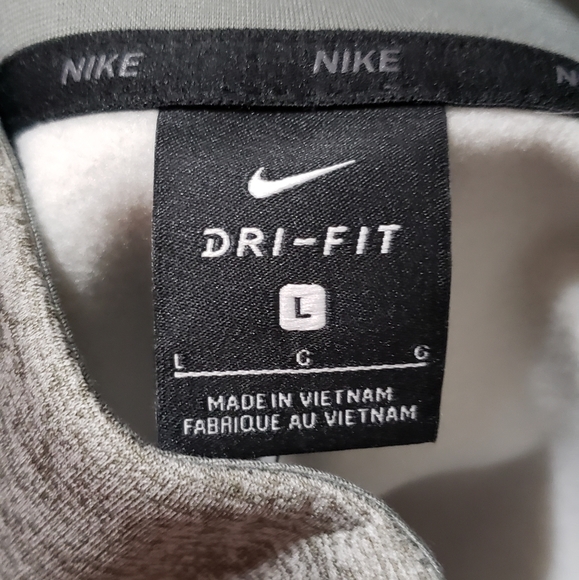 NIKE NIKE N
DRI-FIT
L
L G G
MADE IN VIETNAM
FABRIQUE AU VIETNAM